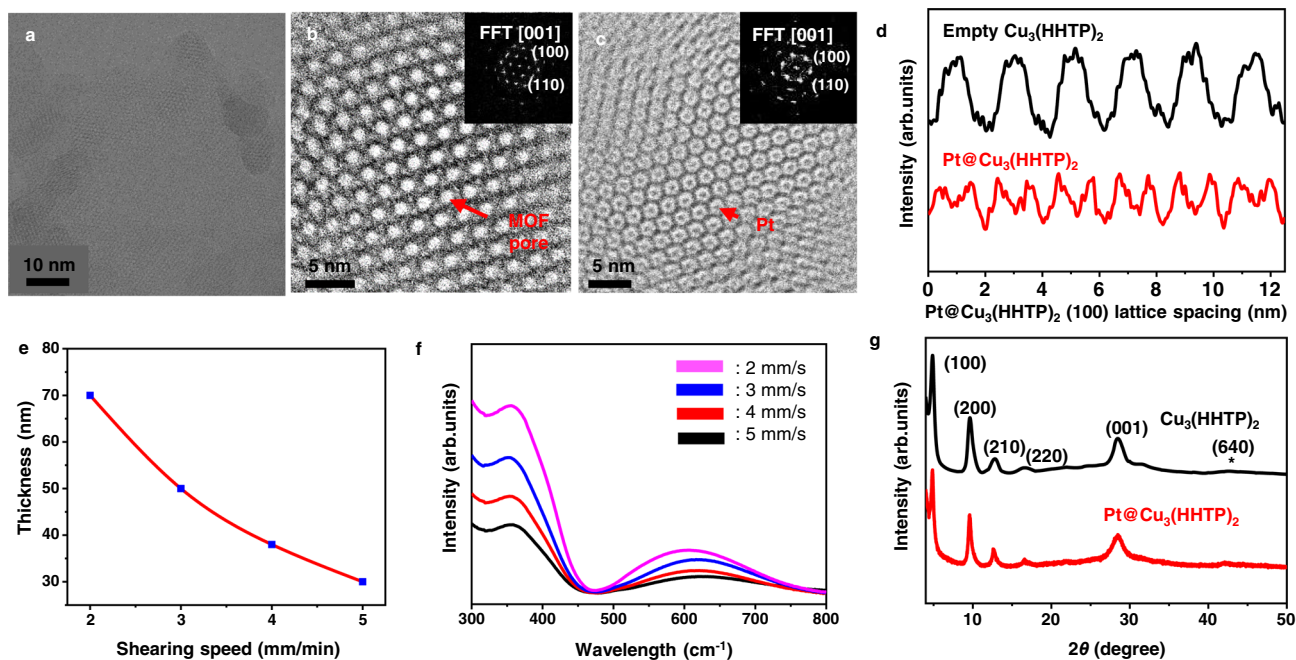 a
10 nm
b
FFT [001]
(100)
(110)
MOF
pore
5 nm
c
FFT [001]
(100)
(110)
Pt
5 nm
d
Empty Cu₃(HHTP)₂
Pt@Cu₃(HHTP)₂
Intensity (arb.units)
0 2 4 6 8 10 12
Pt@Cu₃(HHTP)₂ (100) lattice spacing (nm)
e
Thickness (nm)
80
70
60
50
40
30
2 3 4 5
Shearing speed (mm/min)
f
: 2 mm/s
: 3 mm/s
: 4 mm/s
: 5 mm/s
Intensity (arb.units)
300 400 500 600 700 800
Wavelength (cm⁻¹)
g
(100)
(200)
(210)
(220)
(001)
Cu₃(HHTP)₂
(640)
*
Pt@Cu₃(HHTP)₂
Intensity (arb.units)
10 20 30 40 50
2θ (degree)